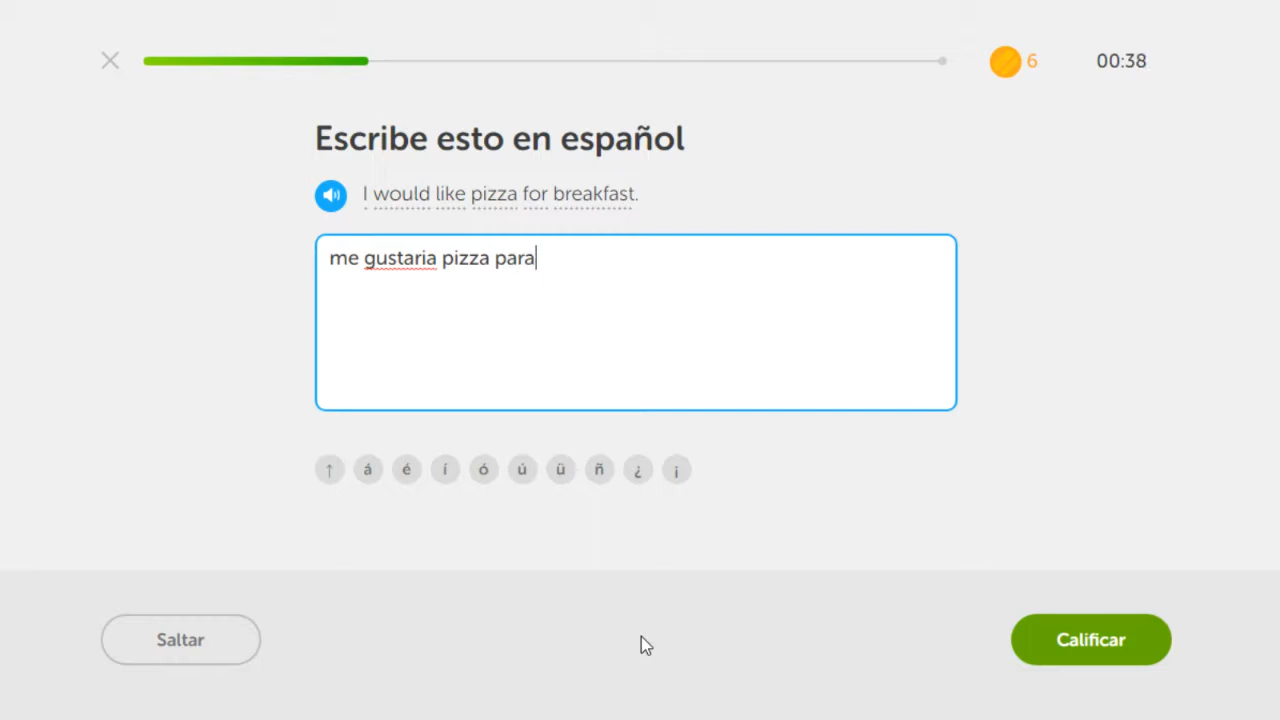 6 00:38
Escribe esto en español
I would like pizza for breakfast.
me gustaria pizza para
↑ á é í ó ú ü ñ ¿ ¡
Saltar Calificar